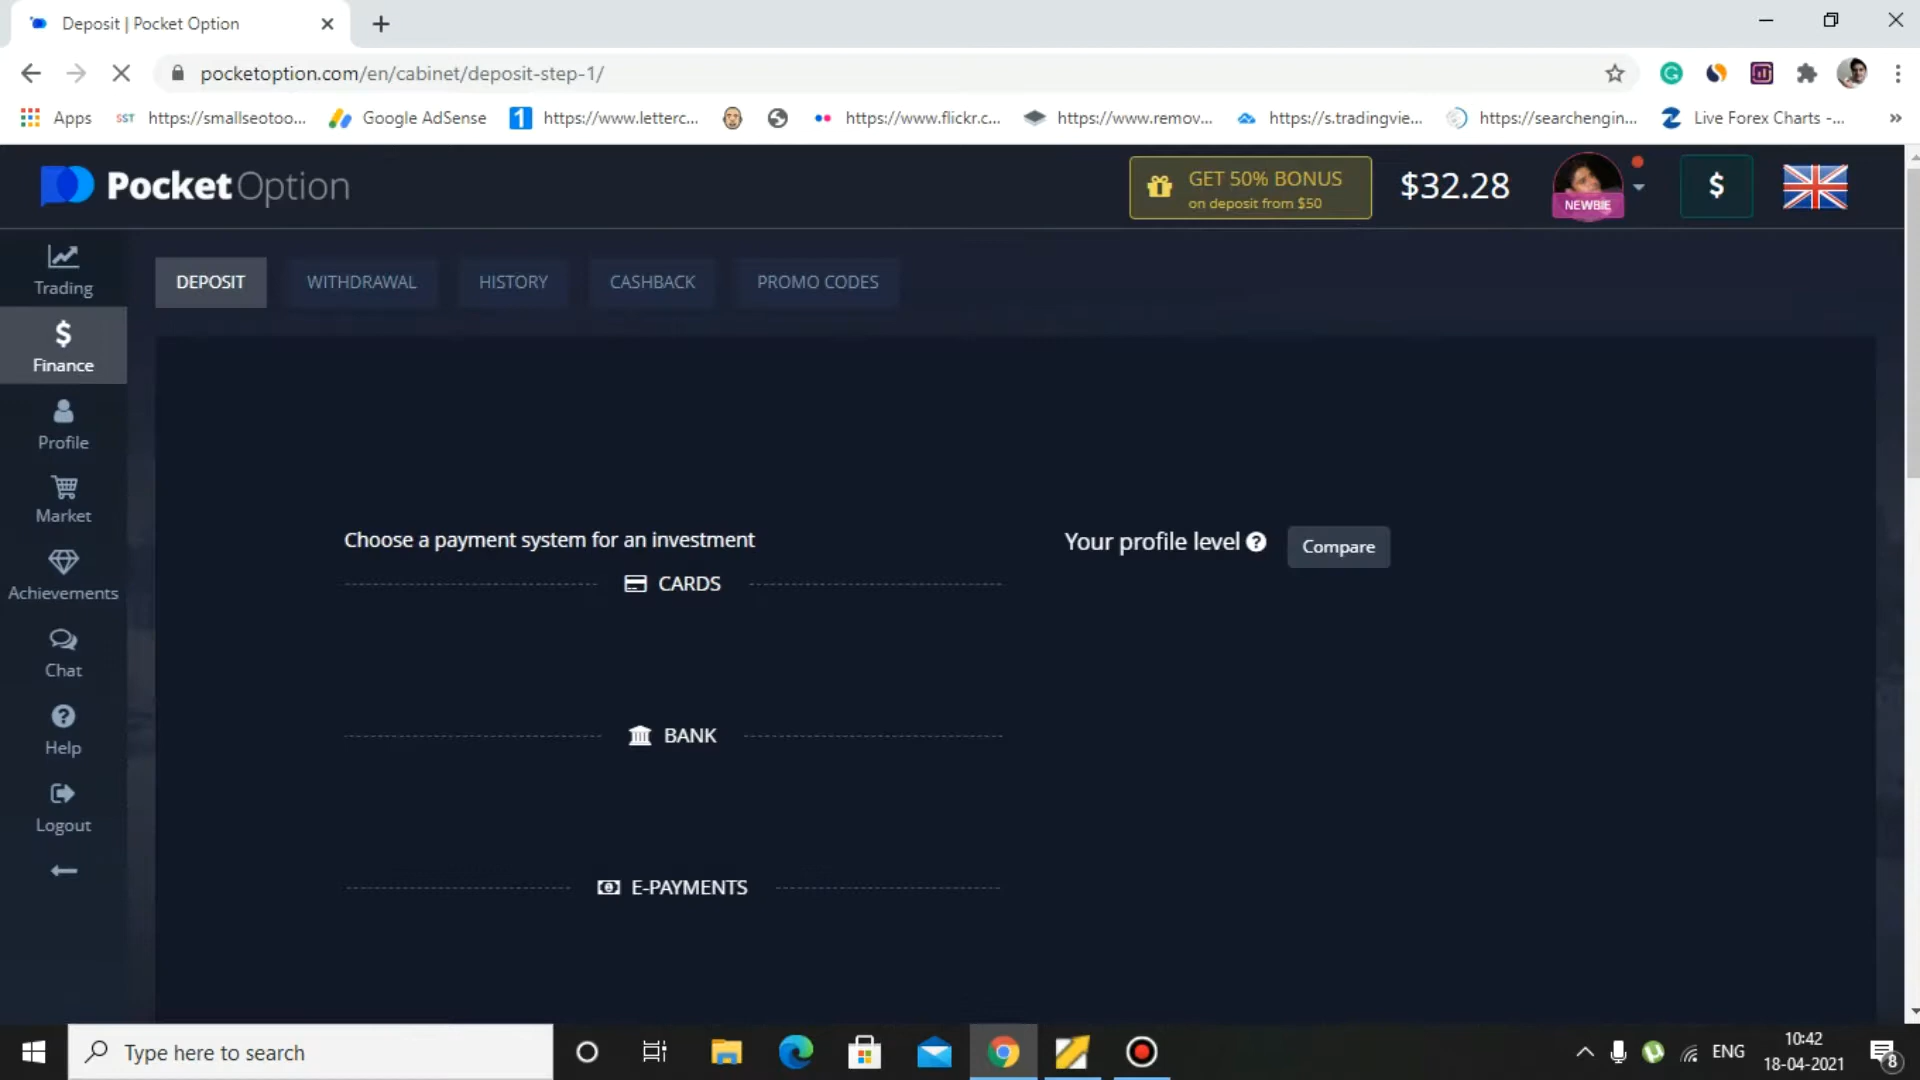 Deposit | Pocket Option
pocketoption.com/en/cabinet/deposit-step-1/
Apps
SST
https://smallseotoo...
Google AdSense
1
https://www.letterc...
https://www.flickr.c...
https://www.remov...
https://s.tradingvie...
https://searchengin...
Live Forex Charts -...
»
PocketOption
GET 50% BONUS
on deposit from $50
$32.28
NEWBIE
$
Trading
$
Finance
Profile
Market
Achievements
Chat
Help
Logout
DEPOSIT
WITHDRAWAL
HISTORY
CASHBACK
PROMO CODES
Choose a payment system for an investment
Your profile level
Compare
CARDS
BANK
E-PAYMENTS
Type here to search
ENG
10:42
18-04-2021
8